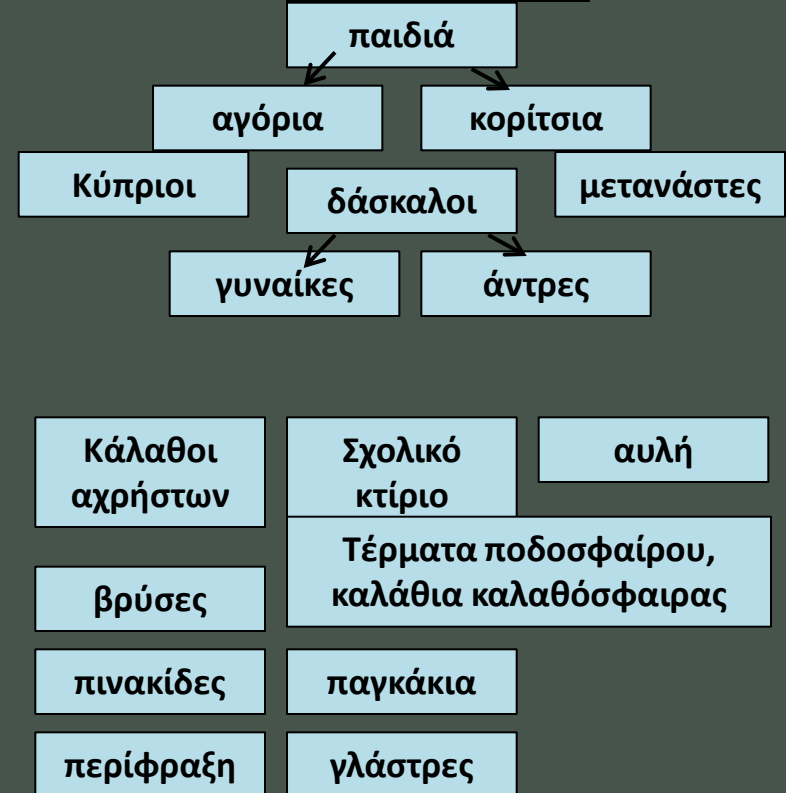 παιδιά
αγόρια
κορίτσια
Κύπριοι
δάσκαλοι
μετανάστες
γυναίκες
άντρες
Κάλαθοι
αχρήστων
Σχολικό
κτίριο
αυλή
Τέρματα ποδοσφαίρου,
καλάθια καλαθόσφαιρας
βρύσες
πινακίδες
παγκάκια
περίφραξη
γλάστρες